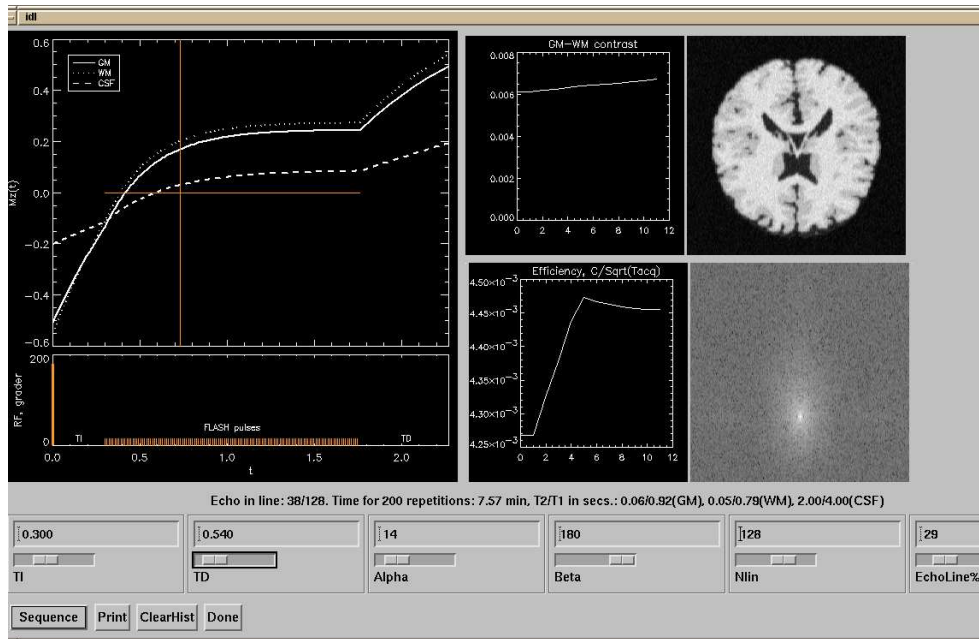 idl
0.6
0.4
0.2
0.0
-0.2
-0.4
-0.6
Mz(t)
GM
WM
CSF
GM-WM contrast
0.008
0.006
0.004
0.002
0.000
0 2 4 6 8 10 12
200
0
RF, grader
TI
FLASH pulses
TD
0.0 0.5 1.0 1.5 2.0
t
Efficiency, C/Sqrt(Tacq)
4.50×10⁻³
4.45×10⁻³
4.40×10⁻³
4.35×10⁻³
4.30×10⁻³
4.25×10⁻³
0 2 4 6 8 10 12
Echo in line: 38/128. Time for 200 repetitions: 7.57 min, T2/T1 in secs.: 0.06/0.92(GM), 0.05/0.79(WM), 2.00/4.00(CSF)
0.300 0.540 14 180 128 29
TI TD Alpha Beta Nlin EchoLine%
Sequence Print ClearHist Done